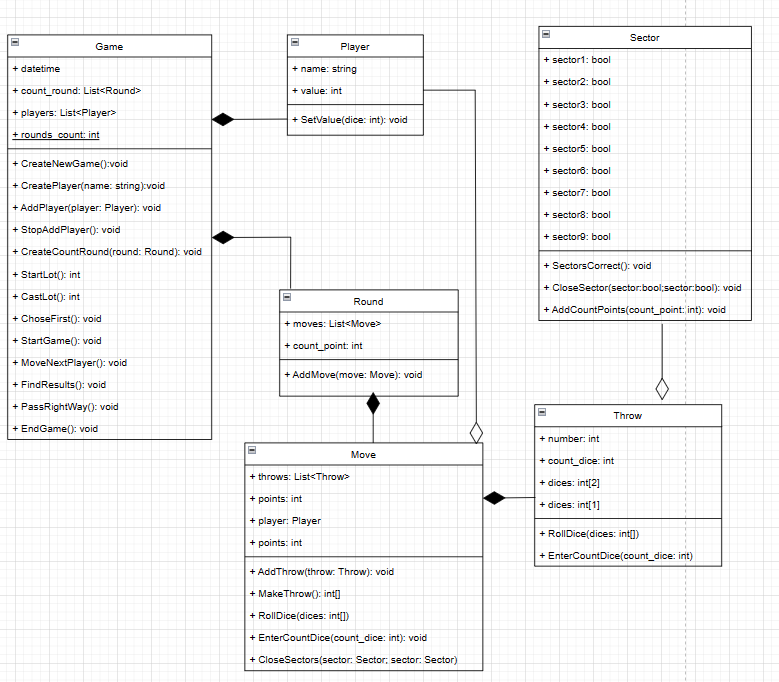 Game
+ datetime
+ count_round: List<Round>
+ players: List<Player>
+ rounds_count: int
+ CreateNewGame():void
+ CreatePlayer(name: string):void
+ AddPlayer(player: Player): void
+ StopAddPlayer(): void
+ CreateCountRound(round: Round): void
+ StartLot(): int
+ CastLot(): int
+ ChoseFirst(): void
+ StartGame(): void
+ MoveNextPlayer(): void
+ FindResults(): void
+ PassRightWay(): void
+ EndGame(): void
Player
+ name: string
+ value: int
+ SetValue(dice: int): void
Sector
+ sector1: bool
+ sector2: bool
+ sector3: bool
+ sector4: bool
+ sector5: bool
+ sector6: bool
+ sector7: bool
+ sector8: bool
+ sector9: bool
+ SectorsCorrect(): void
+ CloseSector(sector:bool;sector:bool): void
+ AddCountPoints(count_point: int): void
Round
+ moves: List<Move>
+ count_point: int
+ AddMove(move: Move): void
Move
+ throws: List<Throw>
+ points: int
+ player: Player
+ points: int
+ AddThrow(throw: Throw): void
+ MakeThrow(): int[]
+ RollDice(dices: int[])
+ EnterCountDice(count_dice: int): void
+ CloseSectors(sector: Sector; sector: Sector)
Throw
+ number: int
+ count_dice: int
+ dices: int[2]
+ dices: int[1]
+ RollDice(dices: int[])
+ EnterCountDice(count_dice: int)